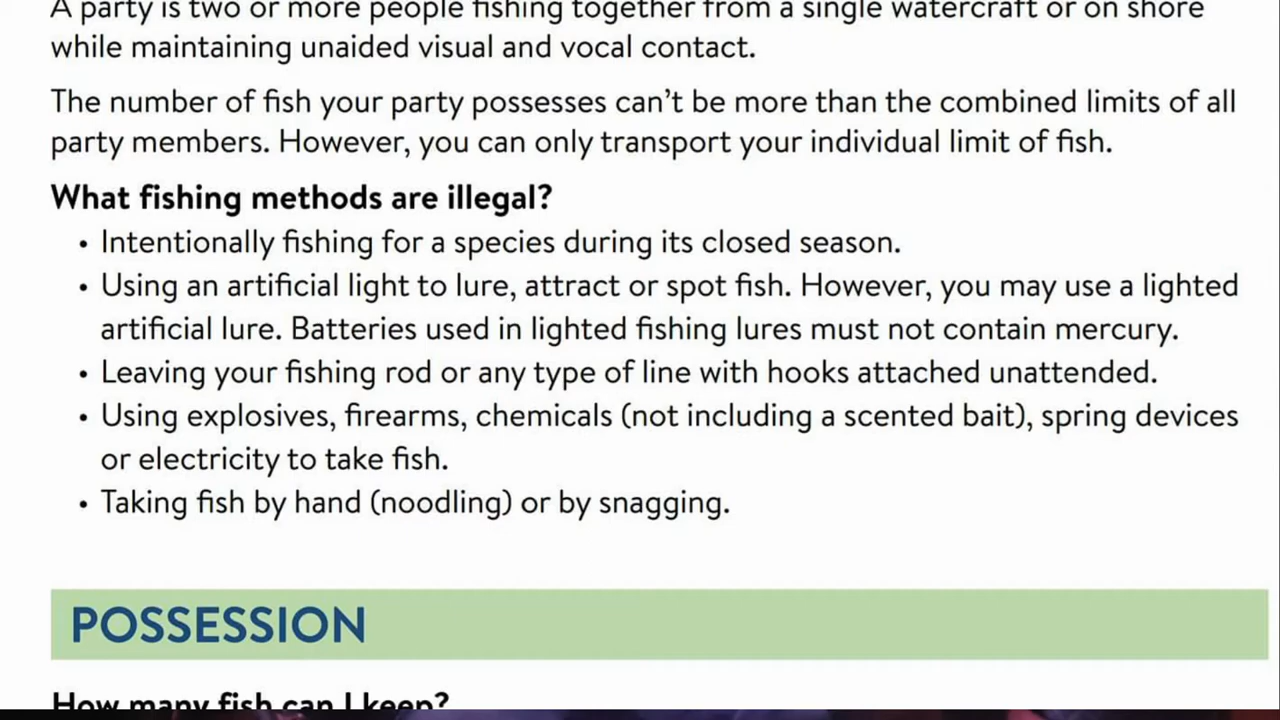 A party is two or more people fishing together from a single watercraft or on shore
while maintaining unaided visual and vocal contact.
The number of fish your party possesses can't be more than the combined limits of all
party members. However, you can only transport your individual limit of fish.
What fishing methods are illegal?
• Intentionally fishing for a species during its closed season.
• Using an artificial light to lure, attract or spot fish. However, you may use a lighted
artificial lure. Batteries used in lighted fishing lures must not contain mercury.
• Leaving your fishing rod or any type of line with hooks attached unattended.
• Using explosives, firearms, chemicals (not including a scented bait), spring devices
or electricity to take fish.
• Taking fish by hand (noodling) or by snagging.
POSSESSION
How many fish can I keep?